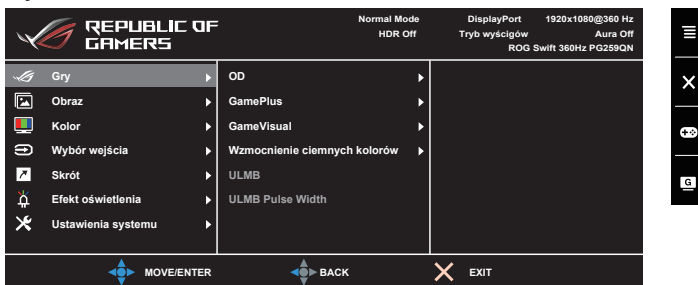 REPUBLIC OF
GAMERS
Normal Mode
HDR Off
DisplayPort 1920x1080@360 Hz
Tryb wyścigów Aura Off
ROG Swift 360Hz PG259QN
Gry
Obraz
Kolor
Wybór wejścia
Skrót
Efekt oświetlenia
Ustawienia systemu
OD
GamePlus
GameVisual
Wzmocnienie ciemnych kolorów
ULMB
ULMB Pulse Width
MOVE/ENTER
BACK
EXIT
G